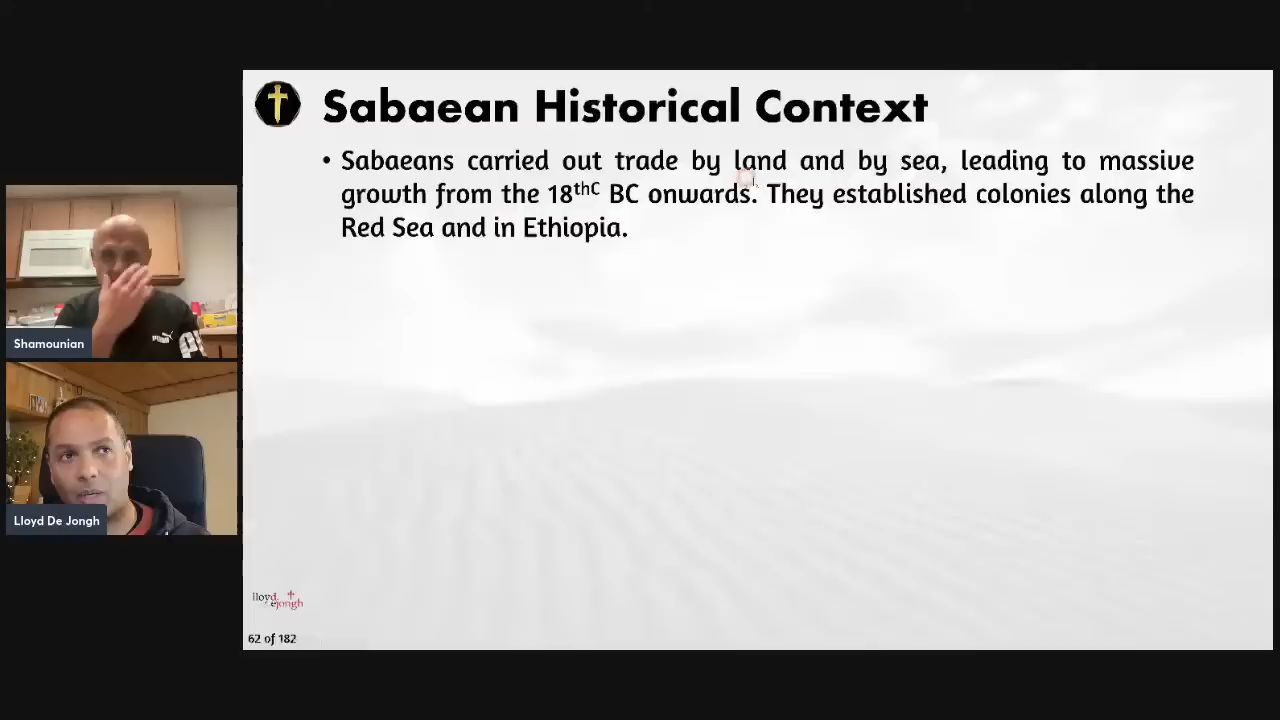 Sabaean Historical Context
• Sabaeans carried out trade by land and by sea, leading to massive
growth from the 18thC BC onwards. They established colonies along the
Red Sea and in Ethiopia.
Shamounian
PUMA
Lloyd De Jongh
lloyd
dejongh
62 of 182